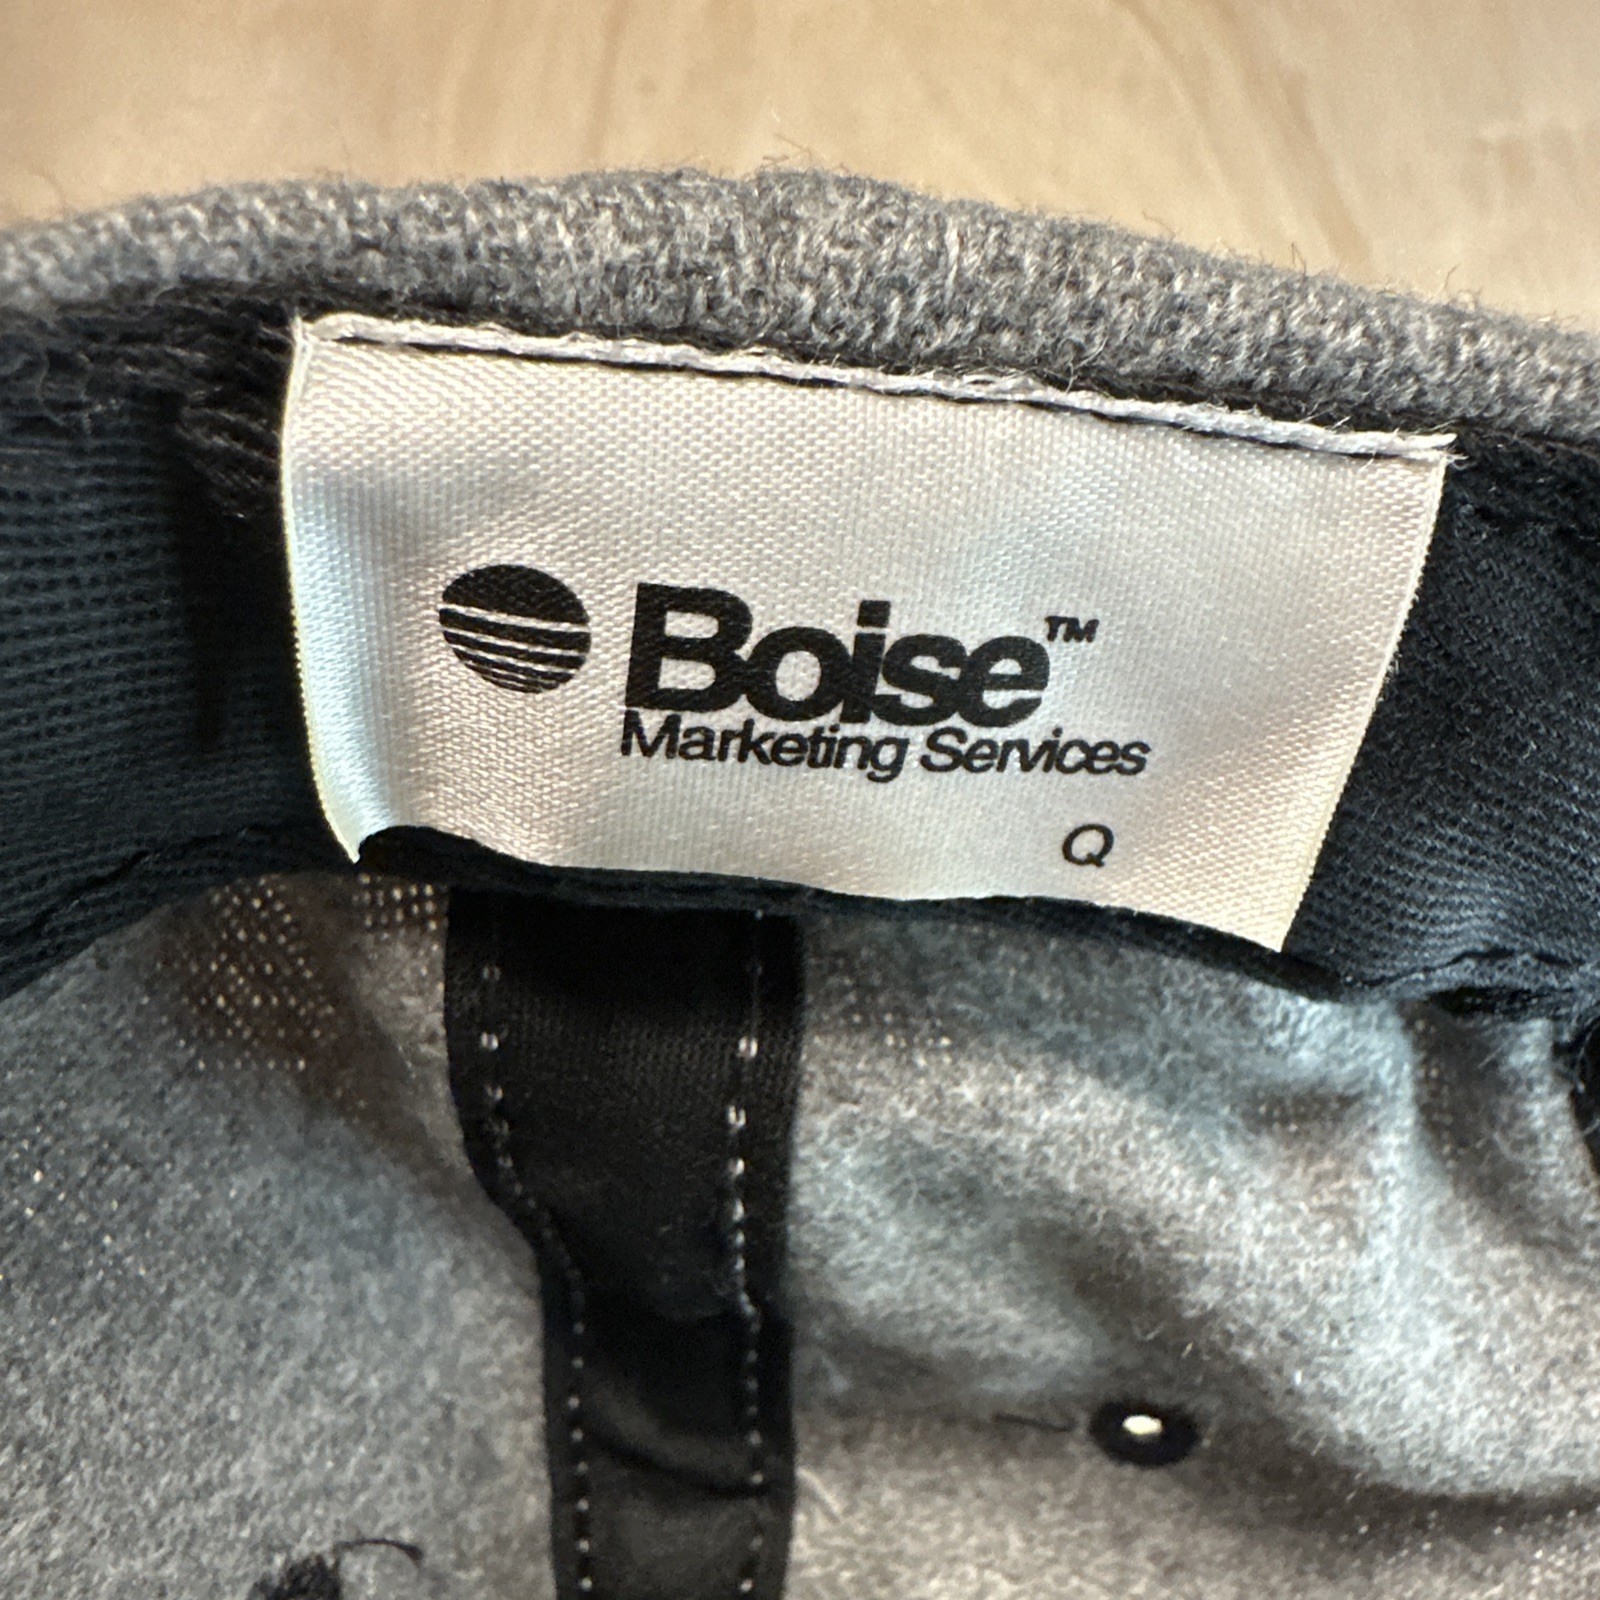 Boise™
Marketing Services
Q